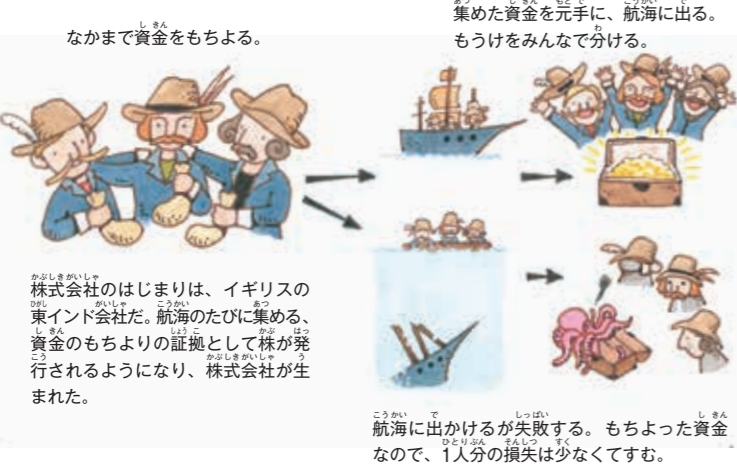 なかまで資金をもちよる。
集めた資金を元手に、航海に出る。
もうけをみんなで分ける。
株式会社のはじまりは、イギリスの
東インド会社だ。航海のたびに集める、
資金のもちよりの証拠として株が発
行されるようになり、株式会社が生
まれた。
航海に出かけるが失敗する。もちよった資金
なので、1人分の損失は少なくてすむ。